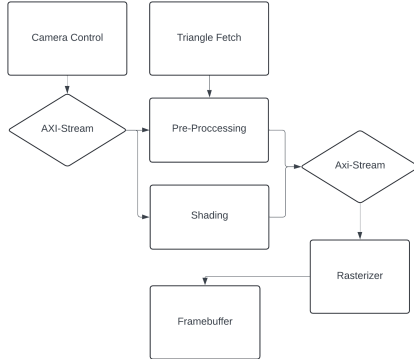 Camera Control
Triangle Fetch
AXI-Stream
Pre-Proccessing
Axi-Stream
Shading
Rasterizer
Framebuffer